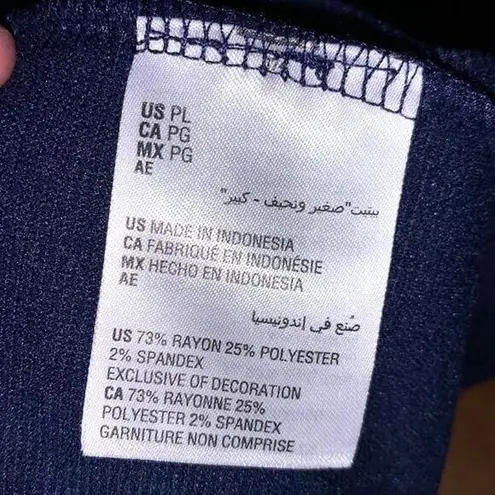 US PL
CA PG
MX PG
AE
بيتيت "صغير ونحيف - كبير"
US MADE IN INDONESIA
CA FABRIQUÉ EN INDONÉSIE
MX HECHO EN INDONESIA
AE
صُنع في إندونيسيا
US 73% RAYON 25% POLYESTER
2% SPANDEX
EXCLUSIVE OF DECORATION
CA 73% RAYONNE 25%
POLYESTER 2% SPANDEX
GARNITURE NON COMPRISE